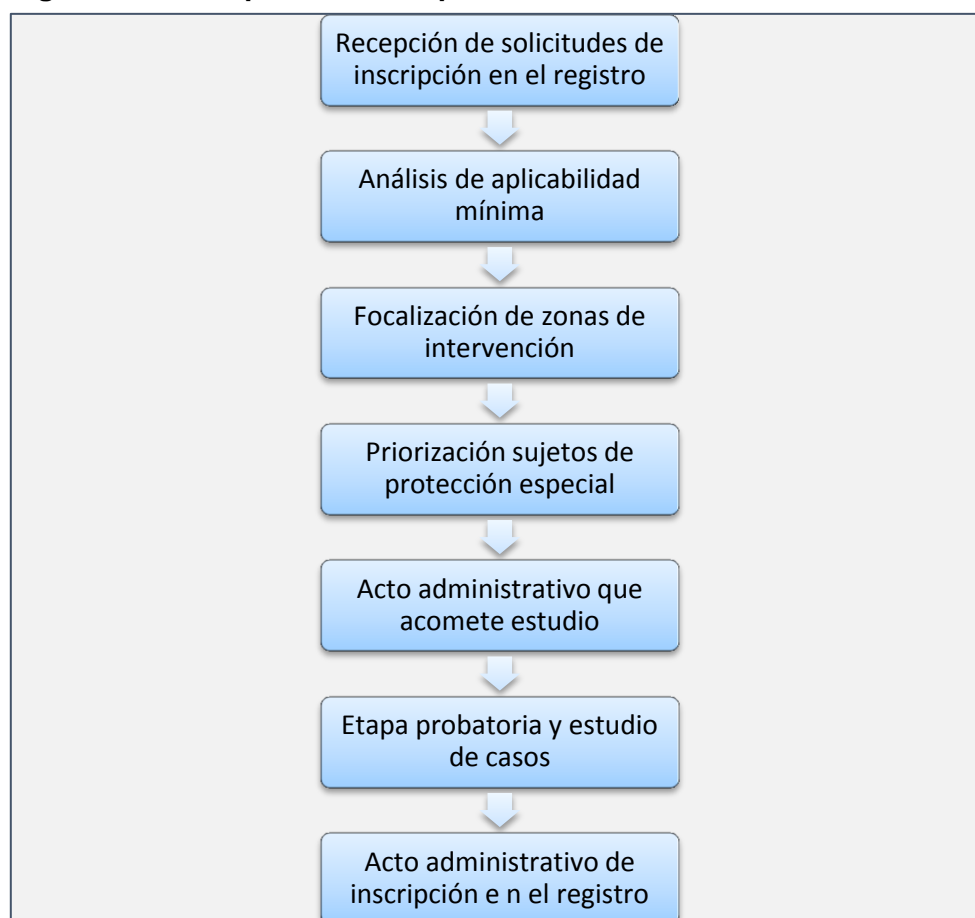 Recepción de solicitudes de
inscripción en el registro
Análisis de aplicabilidad
mínima
Focalización de zonas de
intervención
Priorización sujetos de
protección especial
Acto administrativo que
acomete estudio
Etapa probatoria y estudio
de casos
Acto administrativo de
inscripción e n el registro